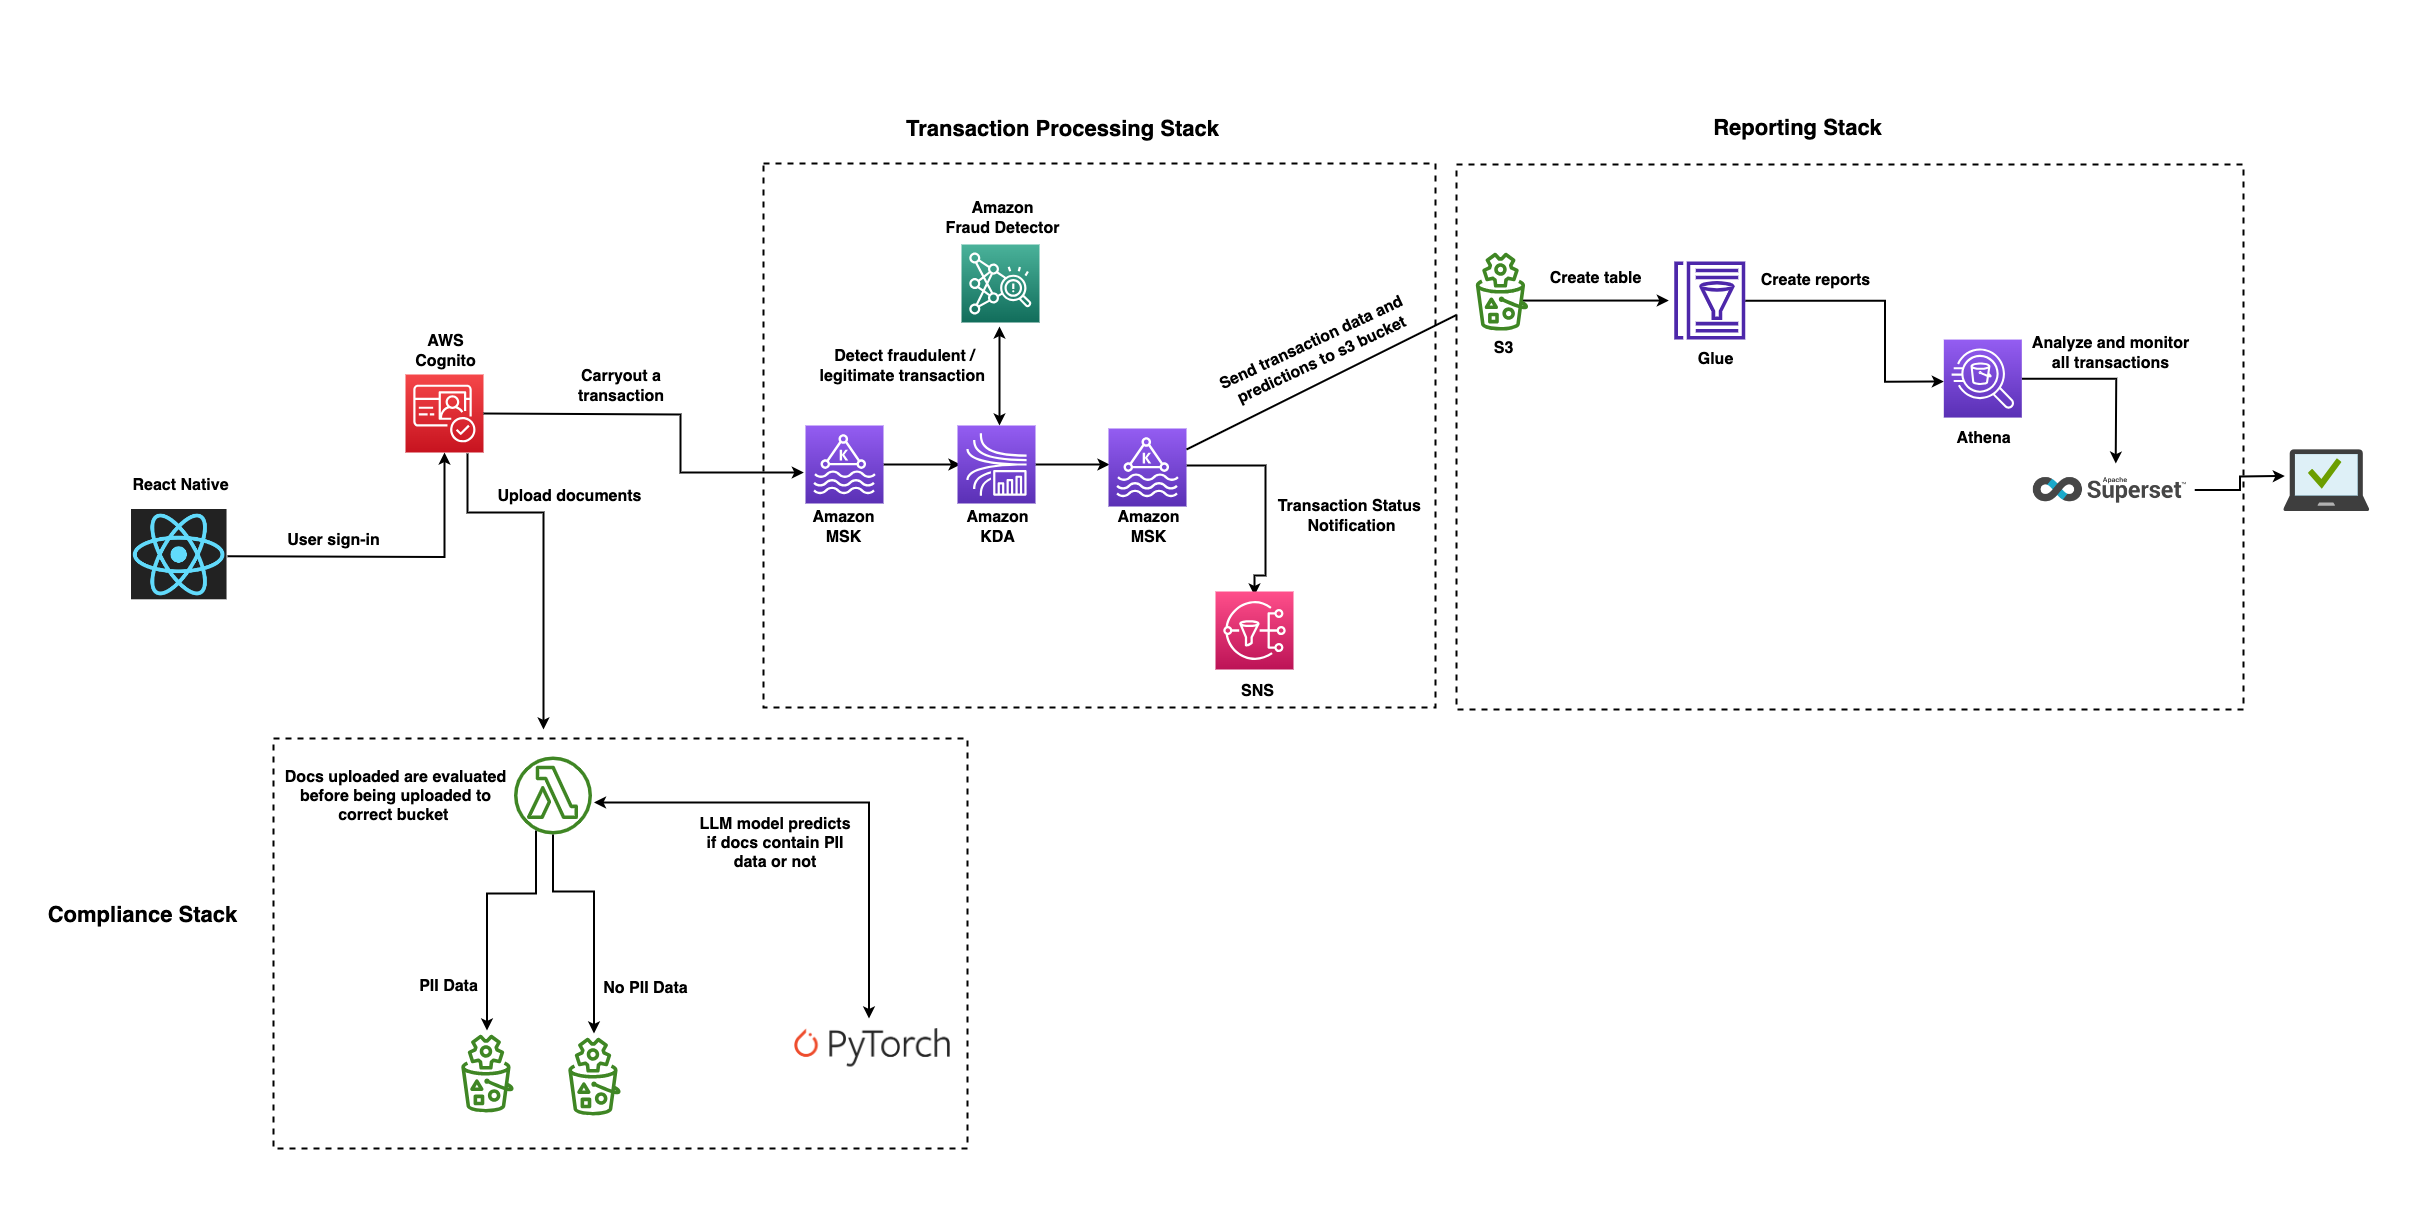 Transaction Processing Stack
Reporting Stack
Amazon
Fraud Detector
Detect fraudulent /
legitimate transaction
Send transaction data and
predictions to s3 bucket
Create table
Create reports
S3
Glue
Analyze and monitor
all transactions
Athena
AWS
Cognito
Carryout a
transaction
K
K
Amazon
MSK
Amazon
KDA
Amazon
MSK
Transaction Status
Notification
SNS
Apache
Superset™
React Native
User sign-in
Upload documents
Docs uploaded are evaluated
before being uploaded to
correct bucket
LLM model predicts
if docs contain PII
data or not
Compliance Stack
PII Data
No PII Data
PyTorch